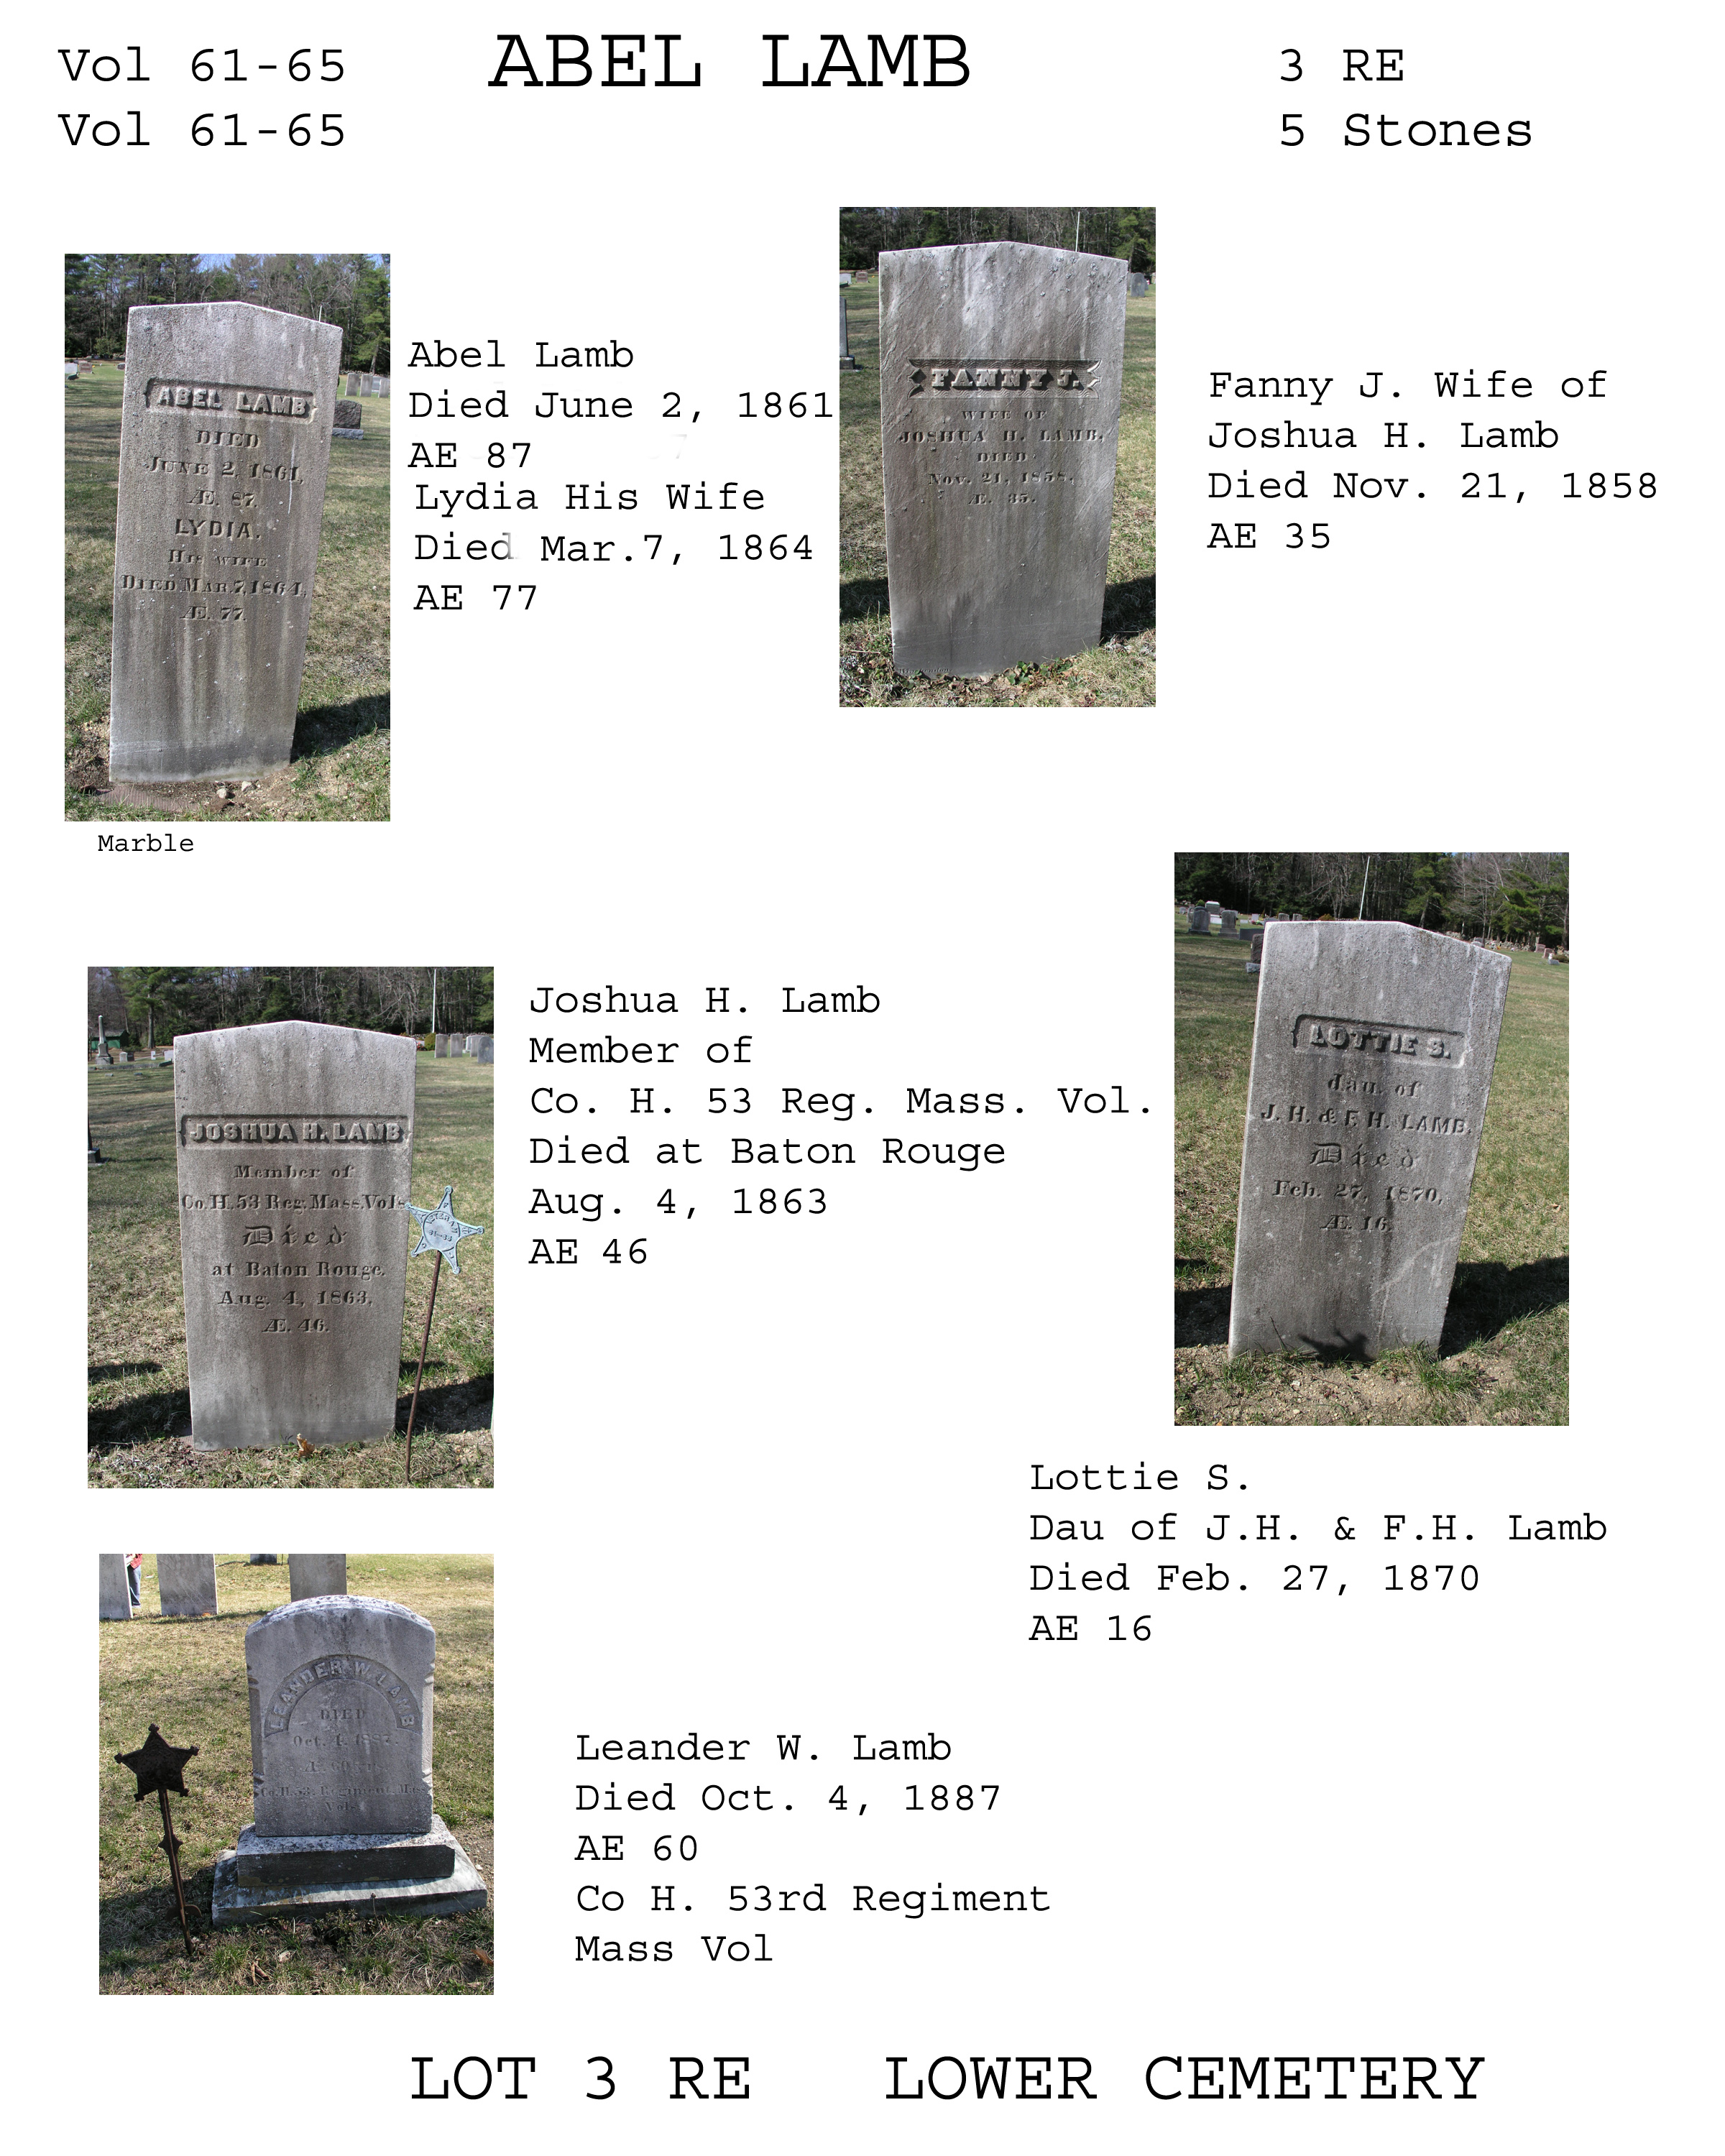 Vol 61-65
ABEL LAMB
3 RE
Vol 61-65
5 Stones
ABEL LAMB
DIED
JUNE 2, 1861,
Æ. 87.
LYDIA.
His WIFE
DIED MAR. 7, 1864,
Æ. 77.
Marble
Abel Lamb
Died June 2, 1861
AE 87
Lydia His Wife
Died Mar.7, 1864
AE 77
FANNY J.
WIFE OF
JOSHUA H. LAMB,
DIED
Nov. 21, 1858,
Æ. 35.
Fanny J. Wife of
Joshua H. Lamb
Died Nov. 21, 1858
AE 35
JOSHUA H. LAMB
Member of
Co. H. 53 Reg. Mass. Vols.
Died
at Baton Rouge,
Aug. 4, 1863,
Æ. 46.
Joshua H. Lamb
Member of
Co. H. 53 Reg. Mass. Vol.
Died at Baton Rouge
Aug. 4, 1863
AE 46
LOTTIE S.
dau. of
J. H. & F. H. LAMB.
Died
Feb. 27, 1870,
Æ. 16.
Lottie S.
Dau of J.H. & F.H. Lamb
Died Feb. 27, 1870
AE 16
LEANDER W. LAMB
DIED
Oct. 4, 1887.
Co. H. 53. Regiment
Vol.
Leander W. Lamb
Died Oct. 4, 1887
AE 60
Co H. 53rd Regiment
Mass Vol
LOT 3 RE LOWER CEMETERY